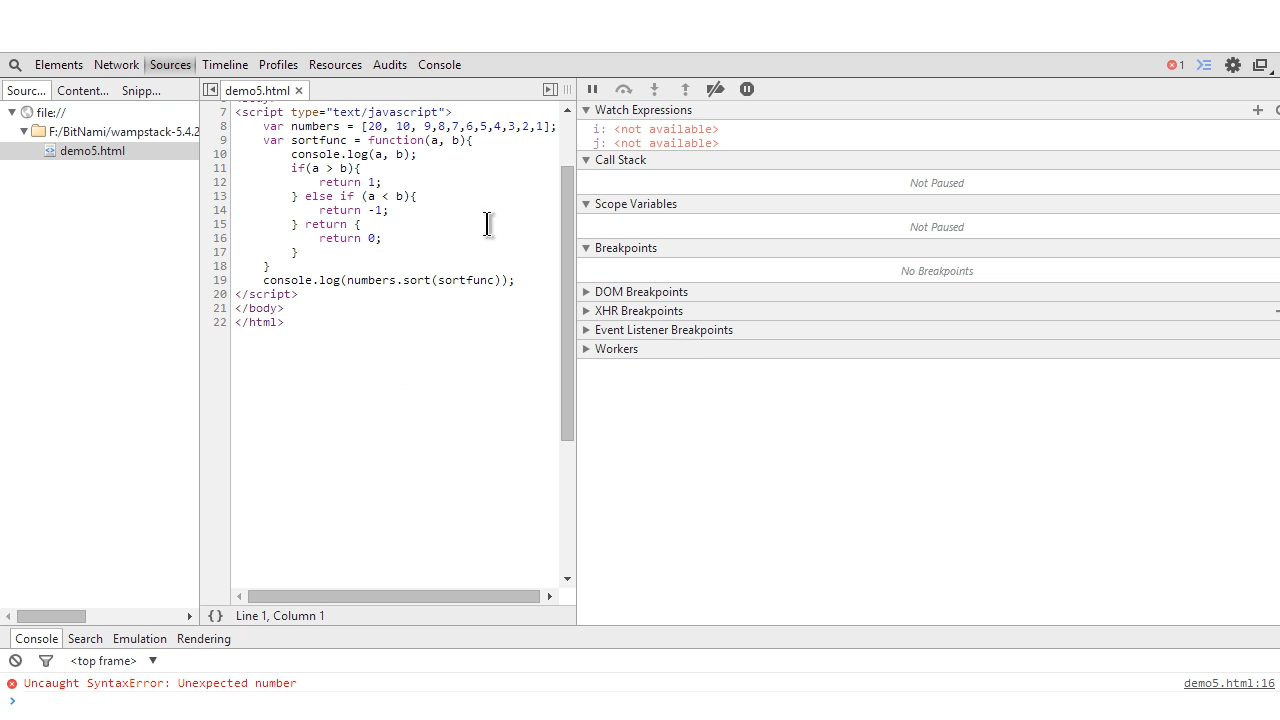 Elements Network Sources Timeline Profiles Resources Audits Console 1
Sourc... Content... Snipp... demo5.html
file://
F:/BitNami/wampstack-5.4.2
demo5.html
7 <script type="text/javascript">
8 var numbers = [20, 10, 9,8,7,6,5,4,3,2,1];
9 var sortfunc = function(a, b){
10 console.log(a, b);
11 if(a > b){
12 return 1;
13 } else if (a < b){
14 return -1;
15 } return {
16 return 0;
17 }
18 }
19 console.log(numbers.sort(sortfunc));
20 </script>
21 </body>
22 </html>
{} Line 1, Column 1
Watch Expressions
i: <not available>
j: <not available>
Call Stack
Not Paused
Scope Variables
Not Paused
Breakpoints
No Breakpoints
DOM Breakpoints
XHR Breakpoints
Event Listener Breakpoints
Workers
Console Search Emulation Rendering
<top frame>
Uncaught SyntaxError: Unexpected number demo5.html:16